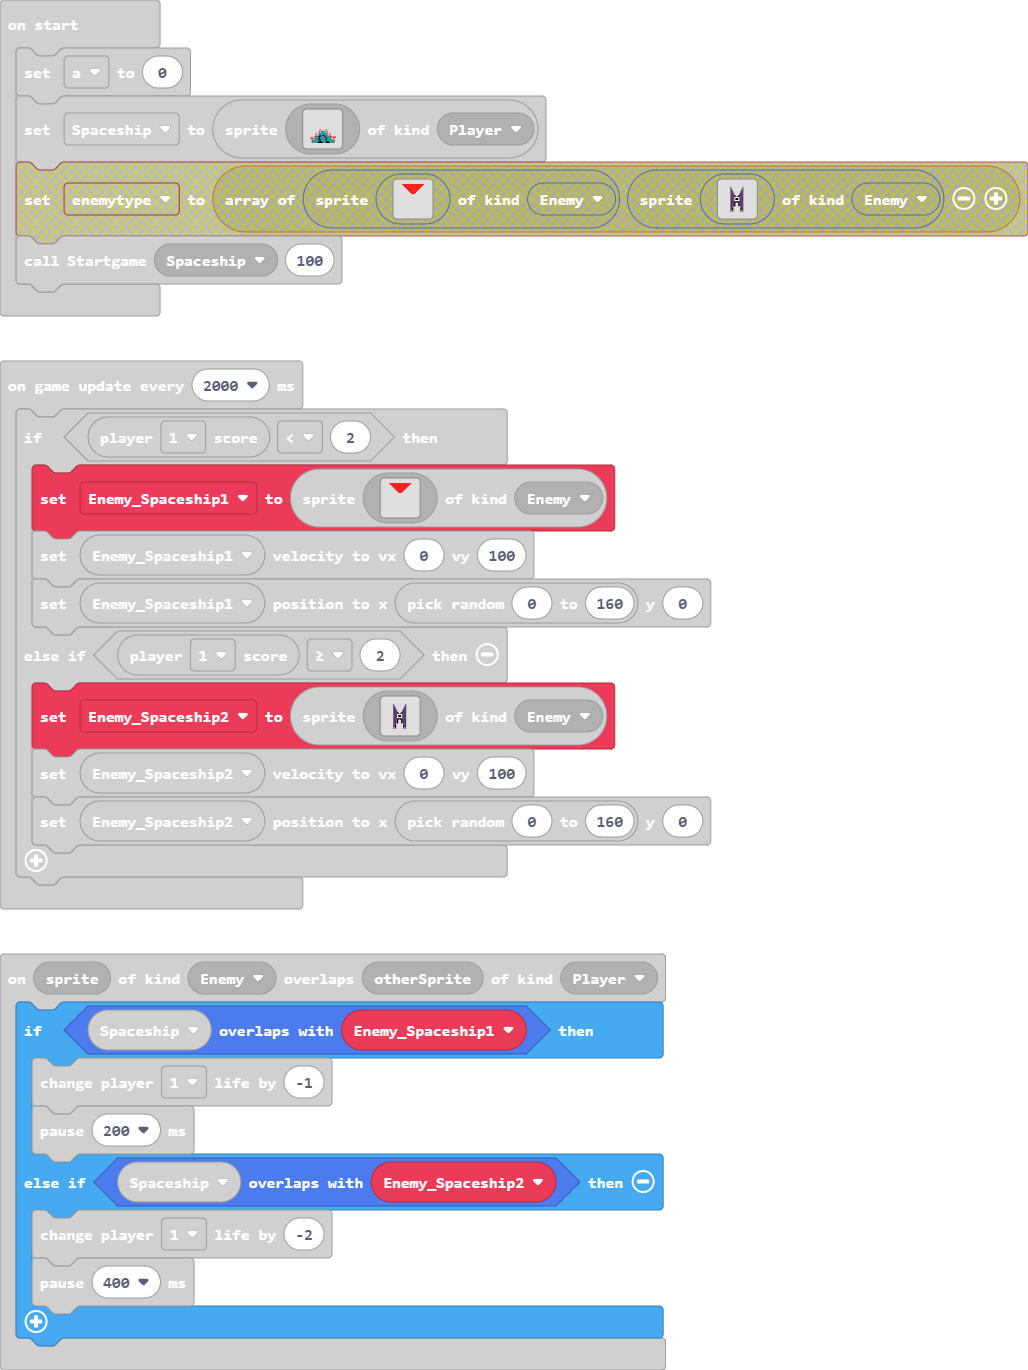 on start
set a to 0
set Spaceship to sprite of kind Player
set enemytype to array of sprite of kind Enemy sprite of kind Enemy
call Startgame Spaceship 100
on game update every 2000 ms
if player 1 score < 2 then
set Enemy_Spaceship1 to sprite of kind Enemy
set Enemy_Spaceship1 velocity to vx 0 vy 100
set Enemy_Spaceship1 position to x pick random 0 to 160 y 0
else if player 1 score ≥ 2 then
set Enemy_Spaceship2 to sprite of kind Enemy
set Enemy_Spaceship2 velocity to vx 0 vy 100
set Enemy_Spaceship2 position to x pick random 0 to 160 y 0
on sprite of kind Enemy overlaps otherSprite of kind Player
if Spaceship overlaps with Enemy_Spaceship1 then
change player 1 life by -1
pause 200 ms
else if Spaceship overlaps with Enemy_Spaceship2 then
change player 1 life by -2
pause 400 ms